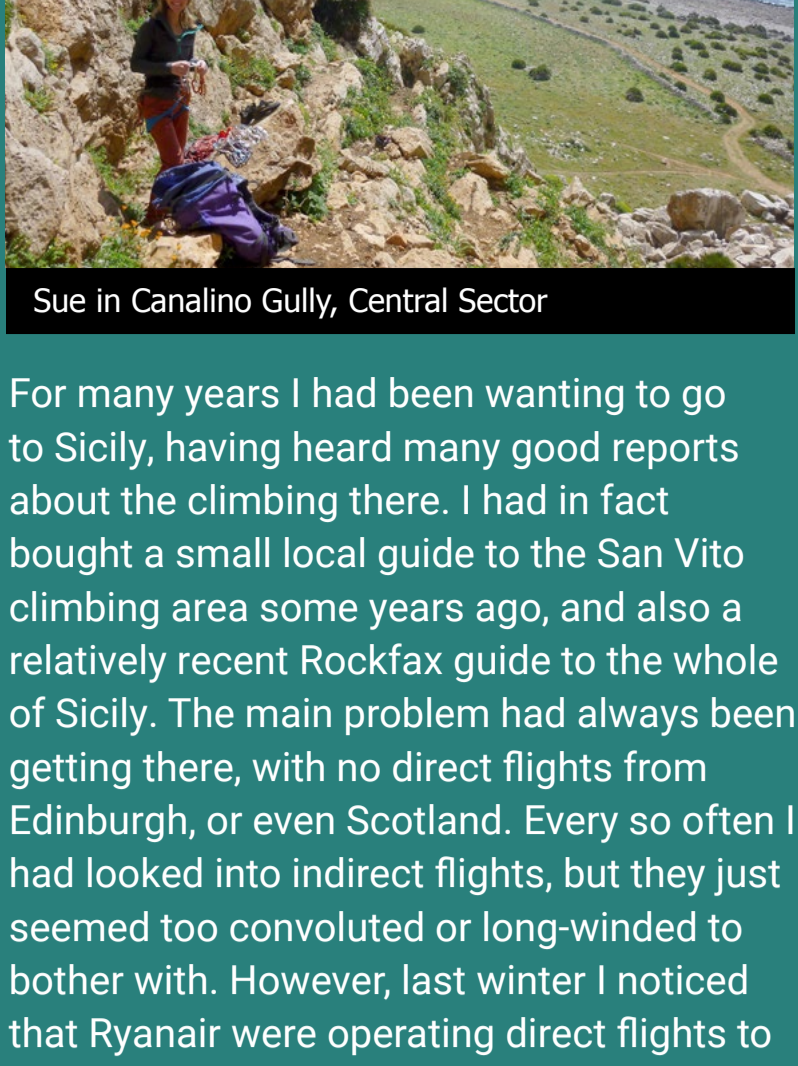 Sue in Canalino Gully, Central Sector
For many years I had been wanting to go
to Sicily, having heard many good reports
about the climbing there. I had in fact
bought a small local guide to the San Vito
climbing area some years ago, and also a
relatively recent Rockfax guide to the whole
of Sicily. The main problem had always been
getting there, with no direct flights from
Edinburgh, or even Scotland. Every so often I
had looked into indirect flights, but they just
seemed too convoluted or long-winded to
bother with. However, last winter I noticed
that Ryanair were operating direct flights to